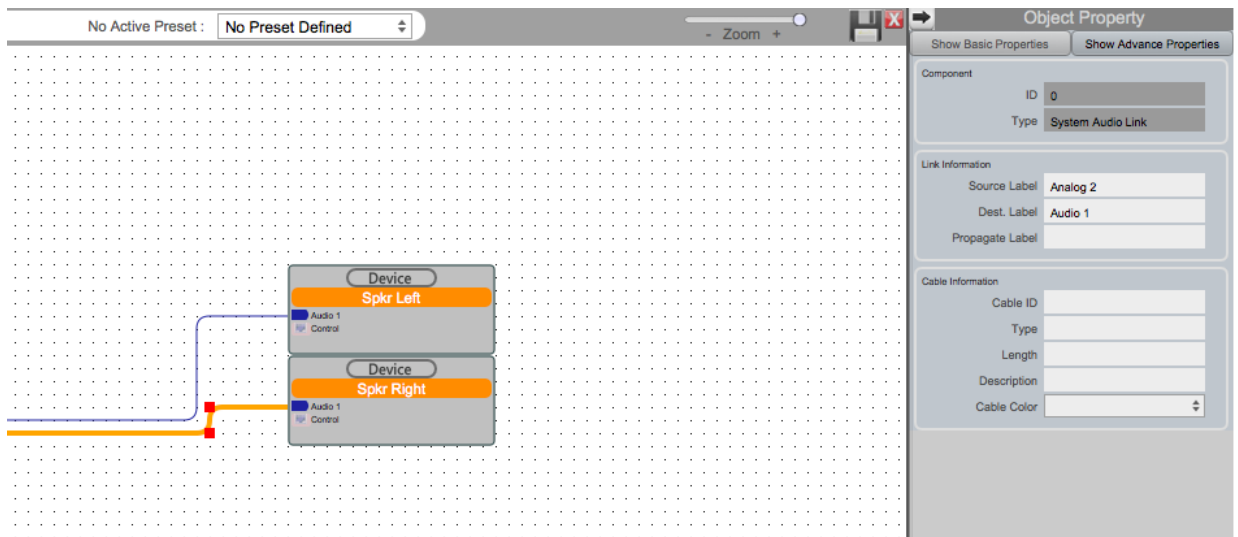 No Active Preset : No Preset Defined
- Zoom +
X
Object Property
Show Basic Properties Show Advance Properties
Component
ID 0
Type System Audio Link
Link Information
Source Label Analog 2
Dest. Label Audio 1
Propagate Label
Device
Spkr Left
Audio 1
Control
Device
Spkr Right
Audio 1
Control
Cable Information
Cable ID
Type
Length
Description
Cable Color